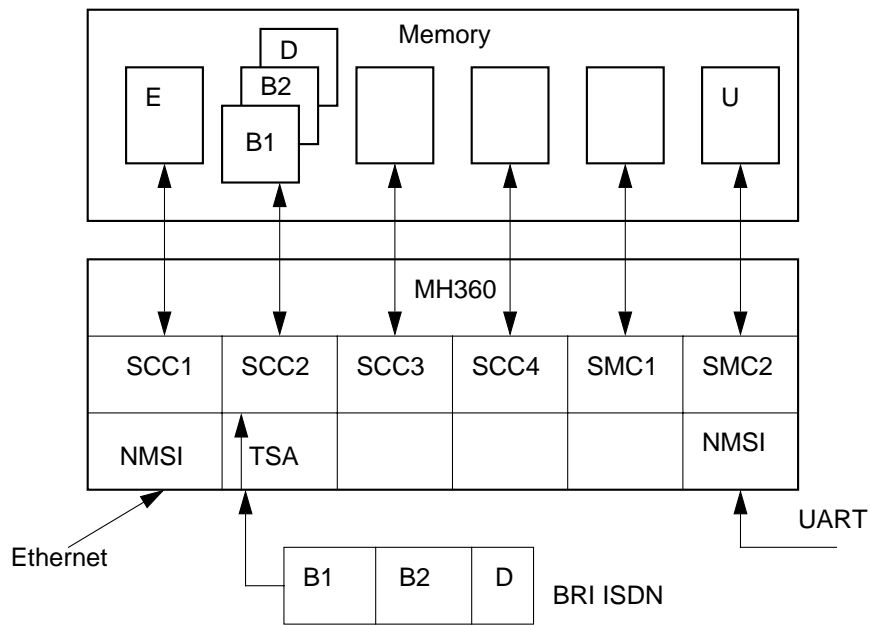 Memory
E
D
B2
B1
U
MH360
SCC1 SCC2 SCC3 SCC4 SMC1 SMC2
NMSI TSA NMSI
Ethernet
UART
B1 B2 D
BRI ISDN